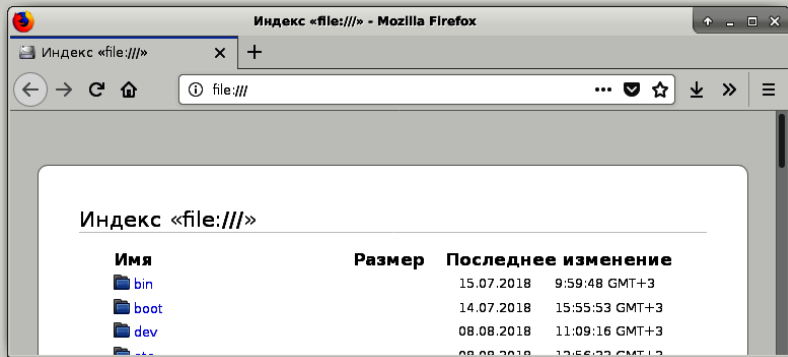 Индекс «file:///» - Mozilla Firefox
Индекс «file:///»
file:///
Индекс «file:///»
Имя Размер Последнее изменение
bin 15.07.2018 9:59:48 GMT+3
boot 14.07.2018 15:55:53 GMT+3
dev 08.08.2018 11:09:16 GMT+3